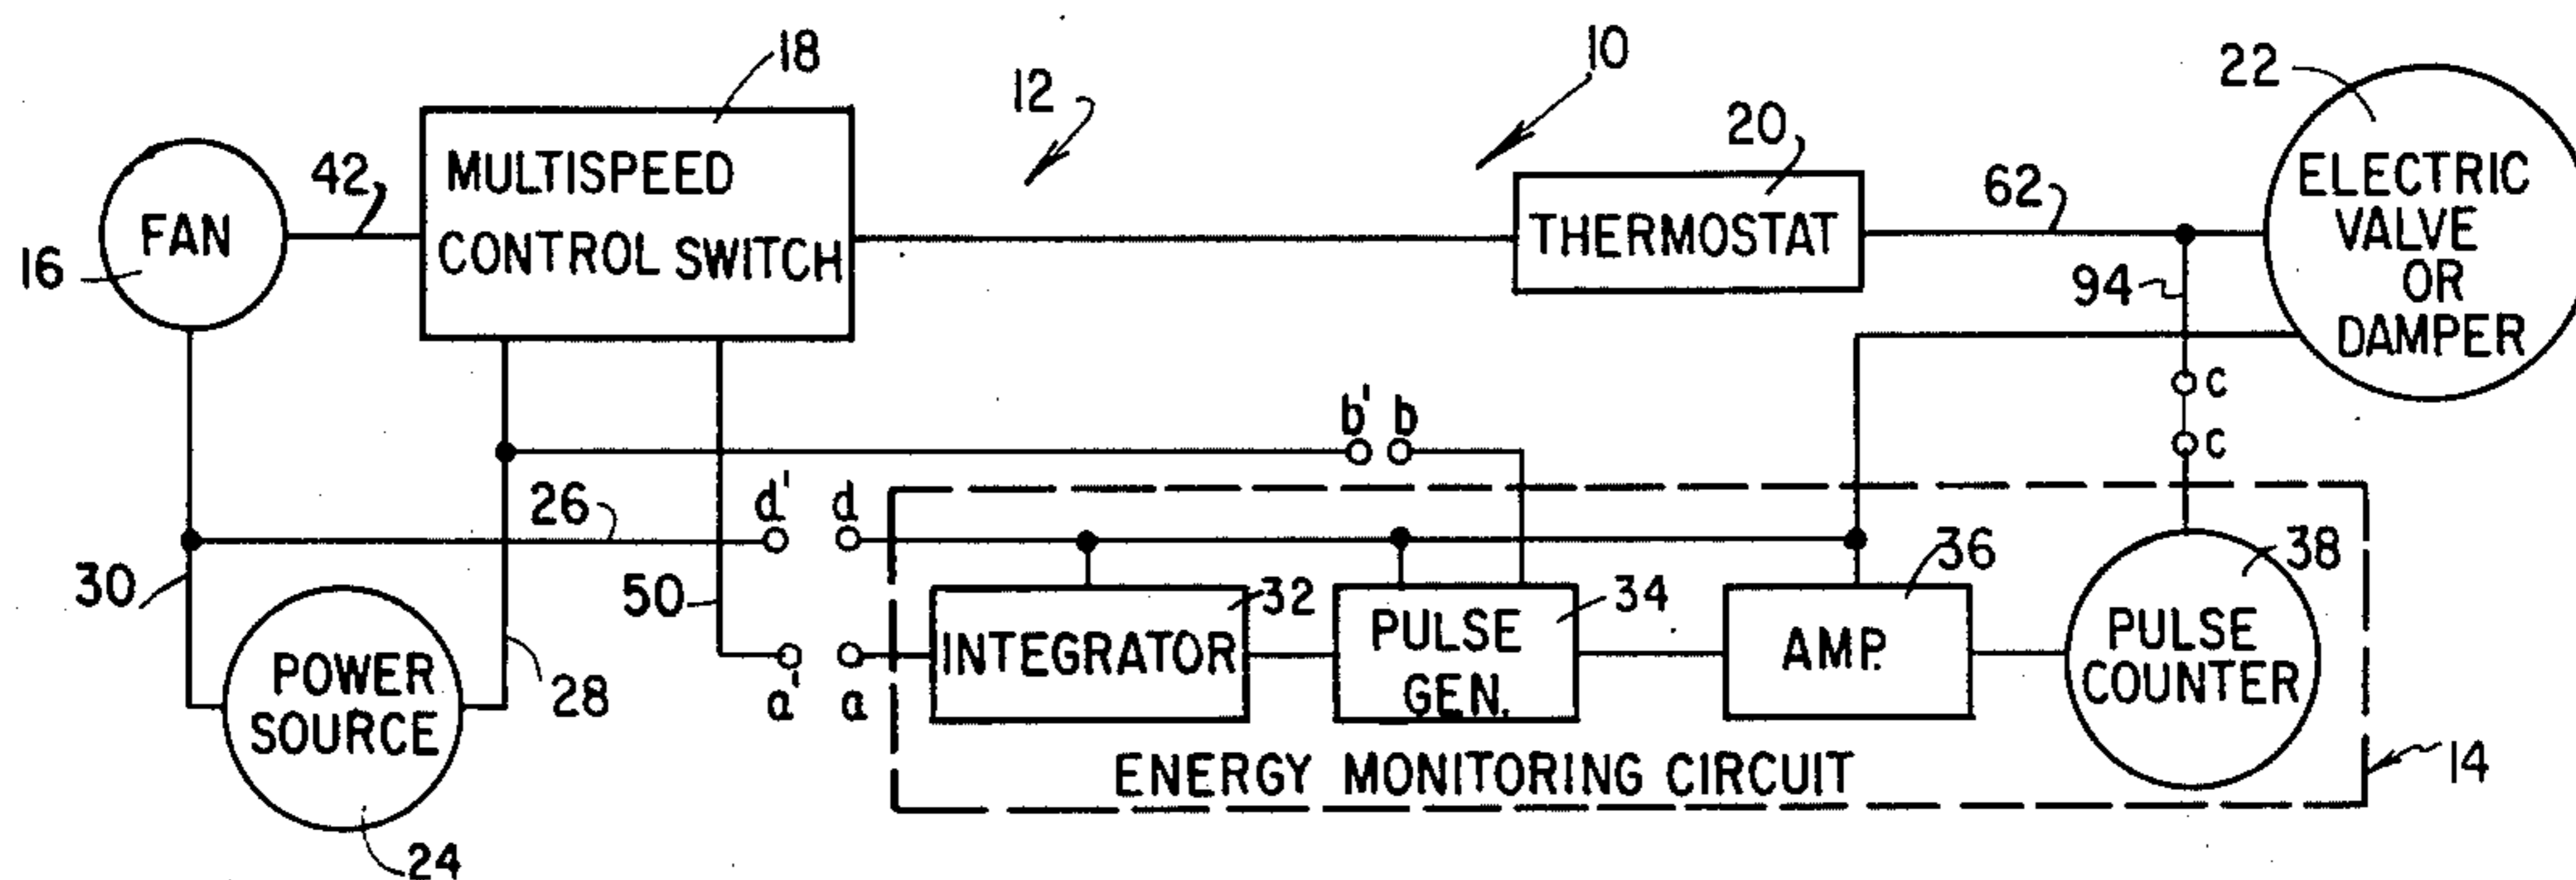 18
12
10
22
20
42
62
FAN
16
MULTISPEED
CONTROL SWITCH
THERMOSTAT
ELECTRIC
VALVE
OR
DAMPER
94
c
c
b' b
26
d' d
30
50
a' a
28
POWER
SOURCE
24
32
INTEGRATOR
34
PULSE
GEN.
36
AMP.
38
PULSE
COUNTER
ENERGY MONITORING CIRCUIT
14